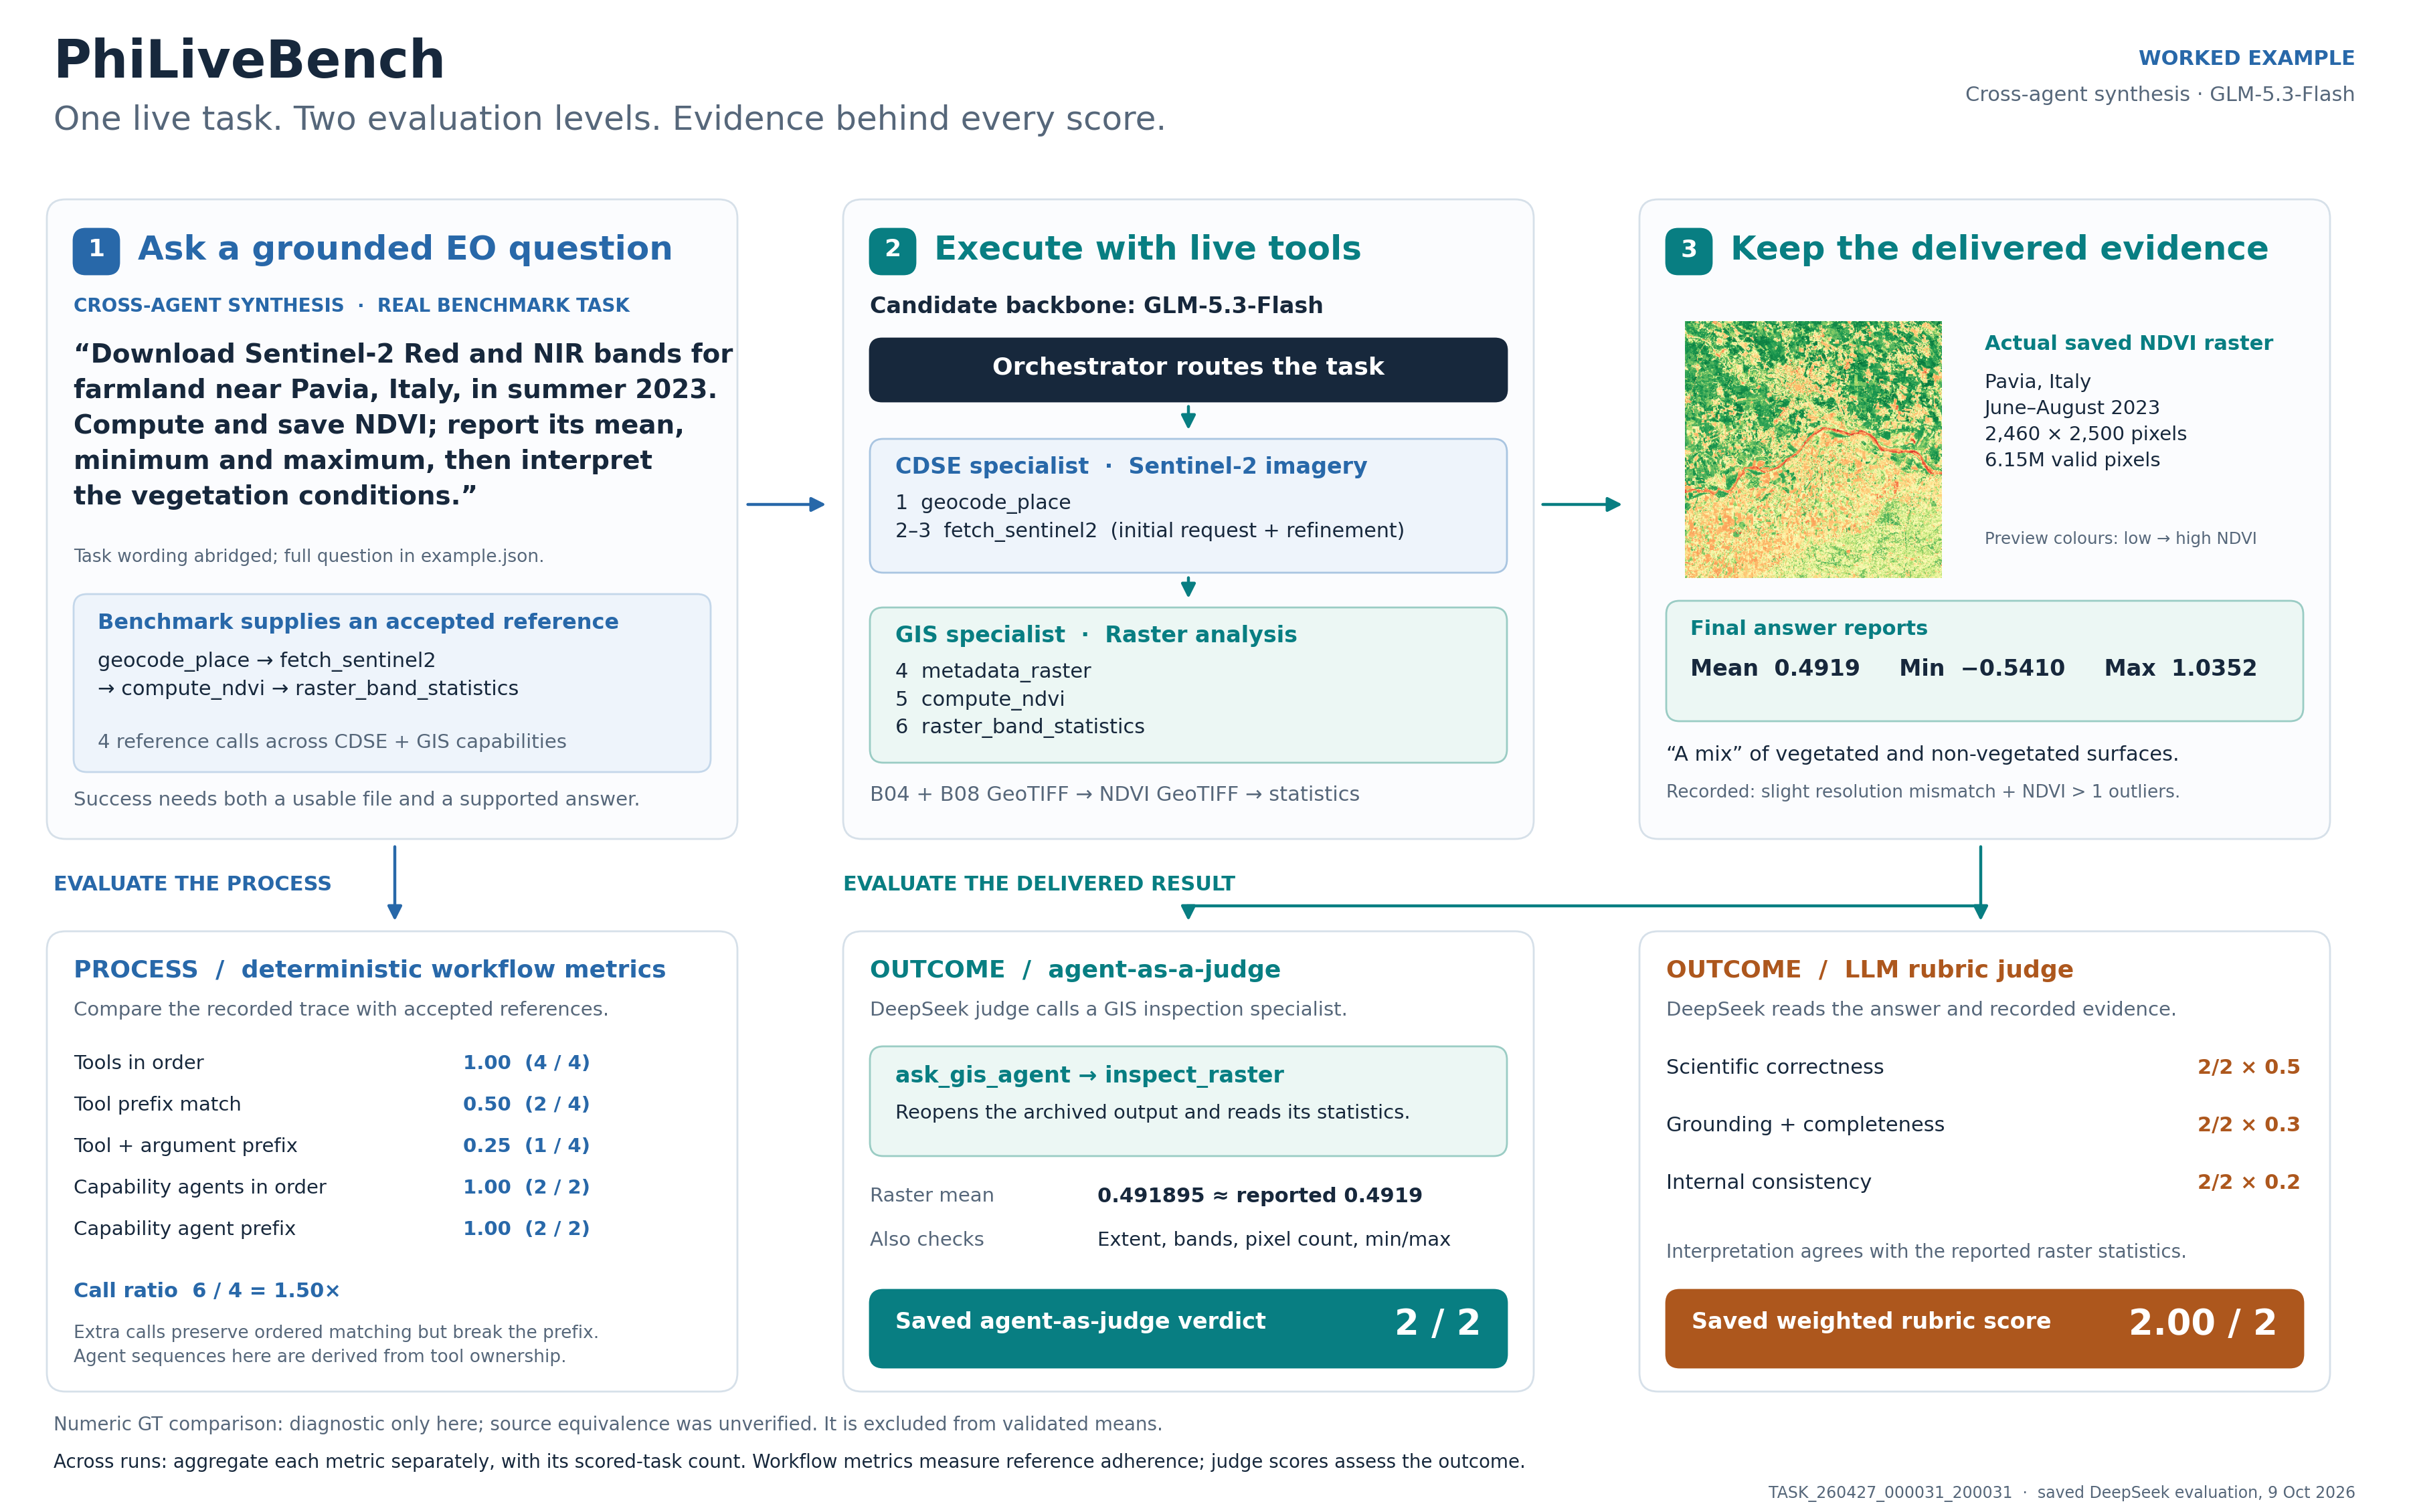 PhiLiveBench
One live task. Two evaluation levels. Evidence behind every score.
WORKED EXAMPLE
Cross-agent synthesis · GLM-5.3-Flash
1 Ask a grounded EO question
CROSS-AGENT SYNTHESIS · REAL BENCHMARK TASK
“Download Sentinel-2 Red and NIR bands for
farmland near Pavia, Italy, in summer 2023.
Compute and save NDVI; report its mean,
minimum and maximum, then interpret
the vegetation conditions.”
Task wording abridged; full question in example.json.
Benchmark supplies an accepted reference
geocode_place → fetch_sentinel2
→ compute_ndvi → raster_band_statistics
4 reference calls across CDSE + GIS capabilities
Success needs both a usable file and a supported answer.
2 Execute with live tools
Candidate backbone: GLM-5.3-Flash
Orchestrator routes the task
CDSE specialist · Sentinel-2 imagery
1 geocode_place
2–3 fetch_sentinel2 (initial request + refinement)
GIS specialist · Raster analysis
4 metadata_raster
5 compute_ndvi
6 raster_band_statistics
B04 + B08 GeoTIFF → NDVI GeoTIFF → statistics
3 Keep the delivered evidence
Actual saved NDVI raster
Pavia, Italy
June–August 2023
2,460 × 2,500 pixels
6.15M valid pixels
Preview colours: low → high NDVI
Final answer reports
Mean 0.4919 Min −0.5410 Max 1.0352
“A mix” of vegetated and non-vegetated surfaces.
Recorded: slight resolution mismatch + NDVI > 1 outliers.
EVALUATE THE PROCESS
EVALUATE THE DELIVERED RESULT
PROCESS / deterministic workflow metrics
Compare the recorded trace with accepted references.
Tools in order 1.00 (4 / 4)
Tool prefix match 0.50 (2 / 4)
Tool + argument prefix 0.25 (1 / 4)
Capability agents in order 1.00 (2 / 2)
Capability agent prefix 1.00 (2 / 2)
Call ratio 6 / 4 = 1.50×
Extra calls preserve ordered matching but break the prefix.
Agent sequences here are derived from tool ownership.
OUTCOME / agent-as-a-judge
DeepSeek judge calls a GIS inspection specialist.
ask_gis_agent → inspect_raster
Reopens the archived output and reads its statistics.
Raster mean 0.491895 ≈ reported 0.4919
Also checks Extent, bands, pixel count, min/max
Saved agent-as-judge verdict 2 / 2
OUTCOME / LLM rubric judge
DeepSeek reads the answer and recorded evidence.
Scientific correctness 2/2 × 0.5
Grounding + completeness 2/2 × 0.3
Internal consistency 2/2 × 0.2
Interpretation agrees with the reported raster statistics.
Saved weighted rubric score 2.00 / 2
Numeric GT comparison: diagnostic only here; source equivalence was unverified. It is excluded from validated means.
Across runs: aggregate each metric separately, with its scored-task count. Workflow metrics measure reference adherence; judge scores assess the outcome.
TASK_260427_000031_200031 · saved DeepSeek evaluation, 9 Oct 2026